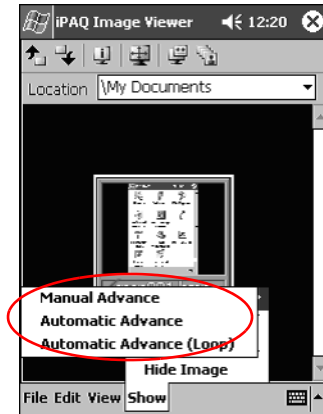 iPAQ Image Viewer 12:20
Location \My Documents
Manual Advance
Automatic Advance
Automatic Advance (Loop)
Hide Image
File Edit View Show